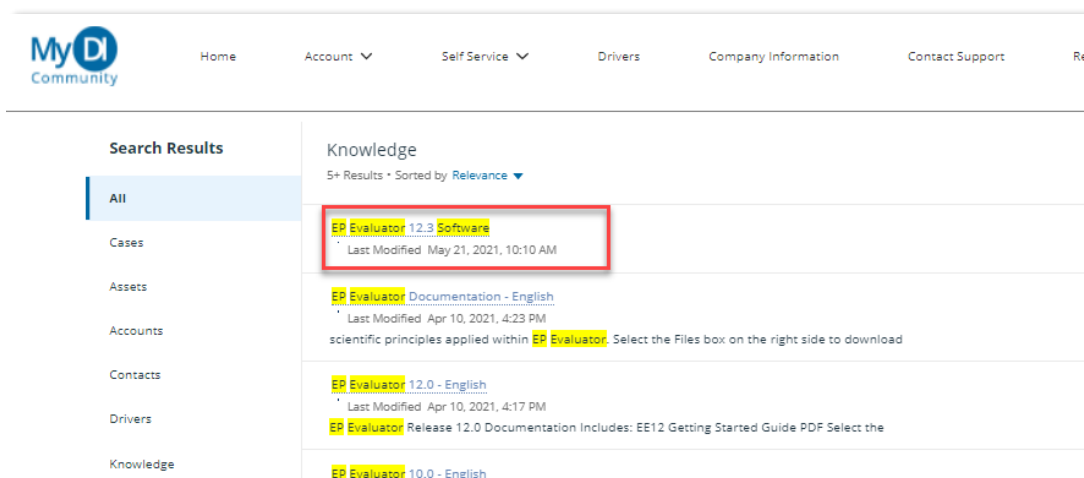 My DI
Community
Home
Account
Self Service
Drivers
Company Information
Contact Support
Search Results
All
Cases
Assets
Accounts
Contacts
Drivers
Knowledge
Knowledge
5+ Results • Sorted by Relevance
EP Evaluator 12.3 Software
Last Modified May 21, 2021, 10:10 AM
EP Evaluator Documentation - English
Last Modified Apr 10, 2021, 4:23 PM
scientific principles applied within EP Evaluator. Select the Files box on the right side to download
EP Evaluator 12.0 - English
Last Modified Apr 10, 2021, 4:17 PM
EP Evaluator Release 12.0 Documentation Includes: EE12 Getting Started Guide PDF Select the
EP Evaluator 10.0 - English